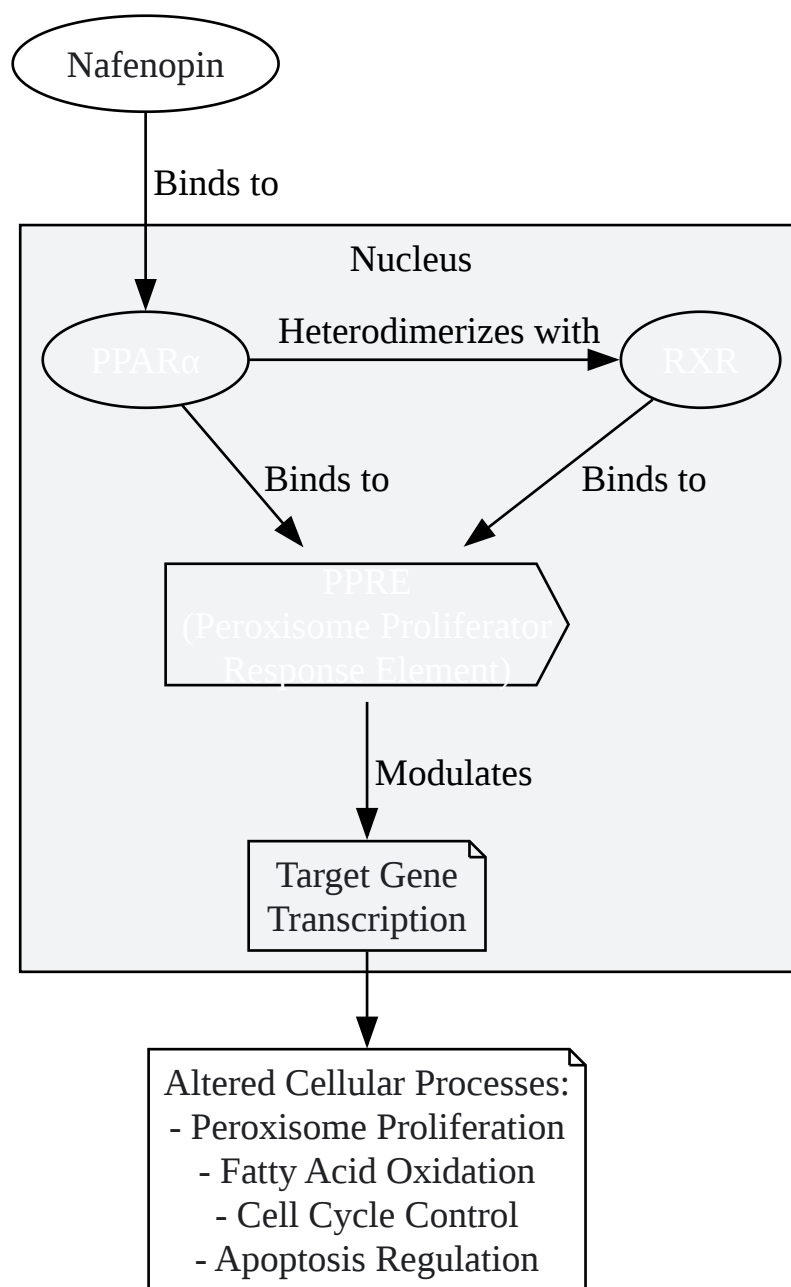 Nafenopin
Binds to
Nucleus
Heterodimerizes with
PPARα
RXR
Binds to
Binds to
PPRE
(Peroxisome Proliferator
Response Element)
Modulates
Target Gene
Transcription
Altered Cellular Processes:
- Peroxisome Proliferation
- Fatty Acid Oxidation
- Cell Cycle Control
- Apoptosis Regulation